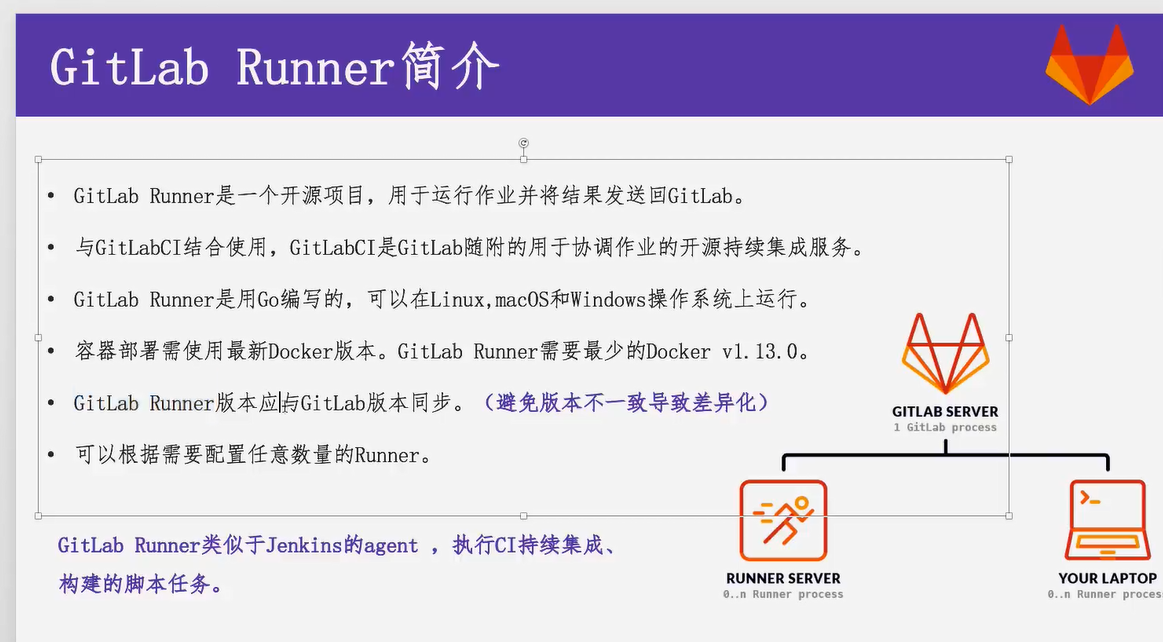 GitLab Runner简介
• GitLab Runner是一个开源项目，用于运行作业并将结果发送回GitLab。
• 与GitLabCI结合使用，GitLabCI是GitLab随附的用于协调作业的开源持续集成服务。
• GitLab Runner是用Go编写的，可以在Linux,macOS和Windows操作系统上运行。
• 容器部署需使用最新Docker版本。GitLab Runner需要最少的Docker v1.13.0。
• GitLab Runner版本应与GitLab版本同步。（避免版本不一致导致差异化）
• 可以根据需要配置任意数量的Runner。
GITLAB SERVER
1 GitLab process
GitLab Runner类似于Jenkins的agent ，执行CI持续集成、
构建的脚本任务。
RUNNER SERVER
0..n Runner process
YOUR LAPTOP
0..n Runner proces